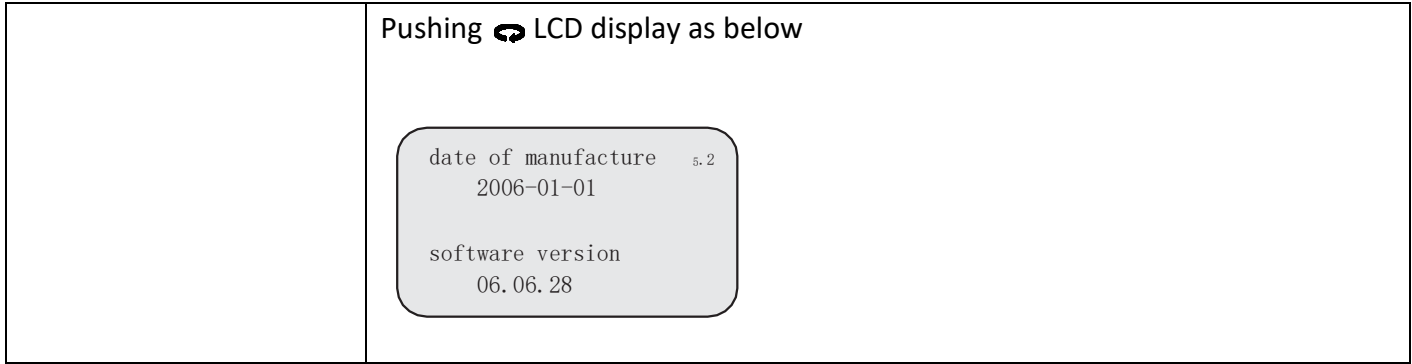 Pushing LCD display as below
date of manufacture 5.2
2006-01-01
software version
06.06.28